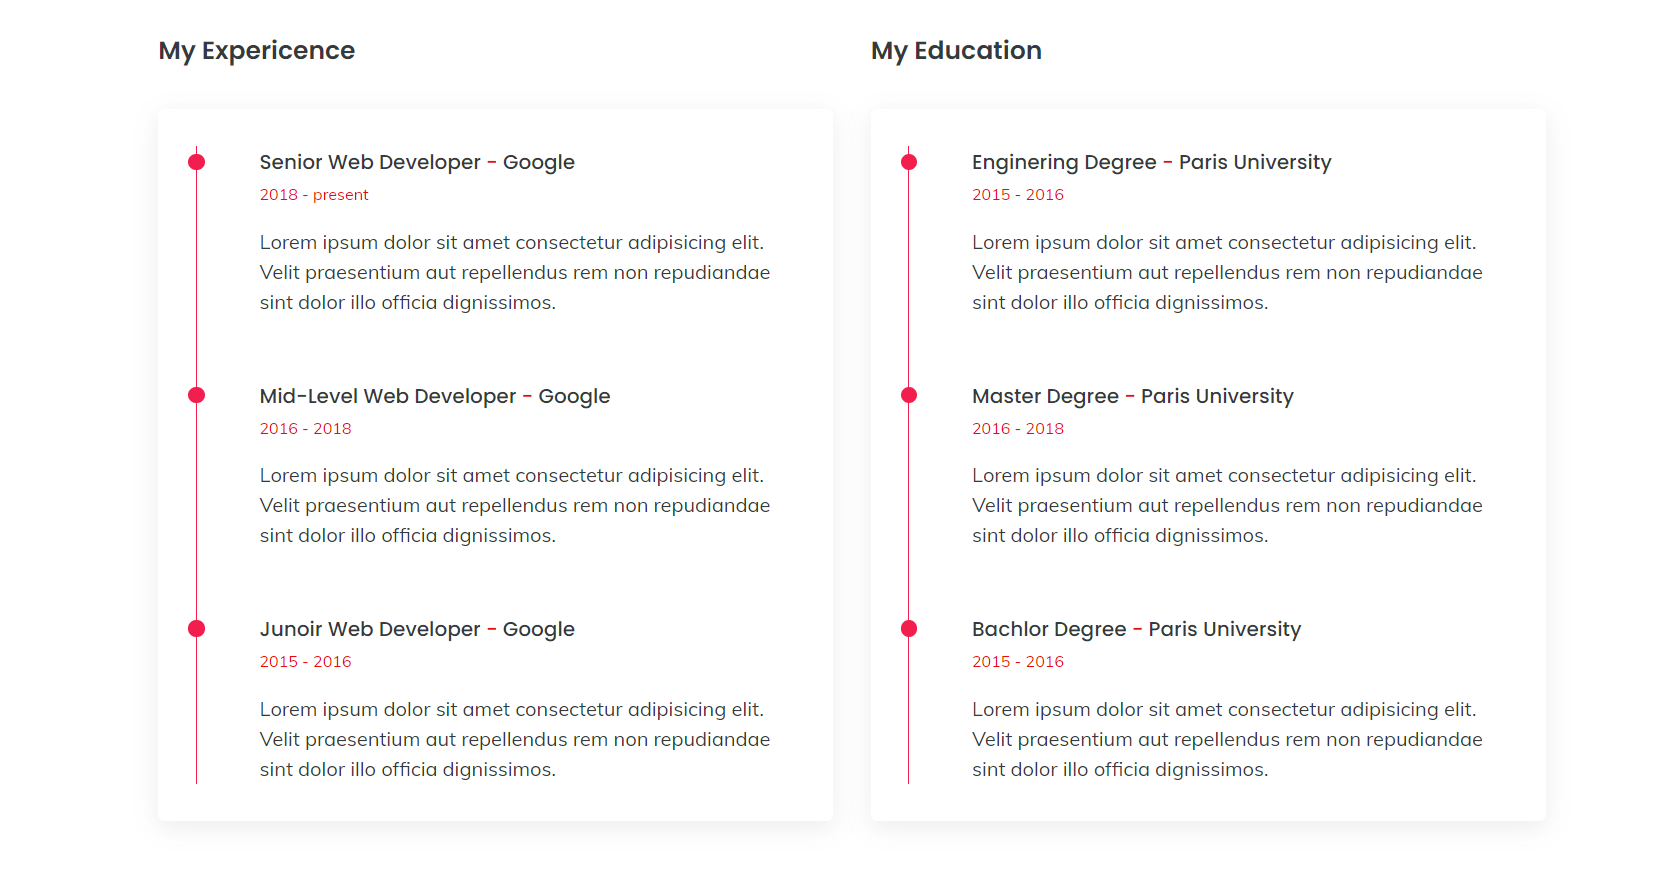 My Expericence
Senior Web Developer - Google
2018 - present
Lorem ipsum dolor sit amet consectetur adipisicing elit.
Velit praesentium aut repellendus rem non repudiandae
sint dolor illo officia dignissimos.
Mid-Level Web Developer - Google
2016 - 2018
Lorem ipsum dolor sit amet consectetur adipisicing elit.
Velit praesentium aut repellendus rem non repudiandae
sint dolor illo officia dignissimos.
Junoir Web Developer - Google
2015 - 2016
Lorem ipsum dolor sit amet consectetur adipisicing elit.
Velit praesentium aut repellendus rem non repudiandae
sint dolor illo officia dignissimos.
My Education
Enginering Degree - Paris University
2015 - 2016
Lorem ipsum dolor sit amet consectetur adipisicing elit.
Velit praesentium aut repellendus rem non repudiandae
sint dolor illo officia dignissimos.
Master Degree - Paris University
2016 - 2018
Lorem ipsum dolor sit amet consectetur adipisicing elit.
Velit praesentium aut repellendus rem non repudiandae
sint dolor illo officia dignissimos.
Bachlor Degree - Paris University
2015 - 2016
Lorem ipsum dolor sit amet consectetur adipisicing elit.
Velit praesentium aut repellendus rem non repudiandae
sint dolor illo officia dignissimos.